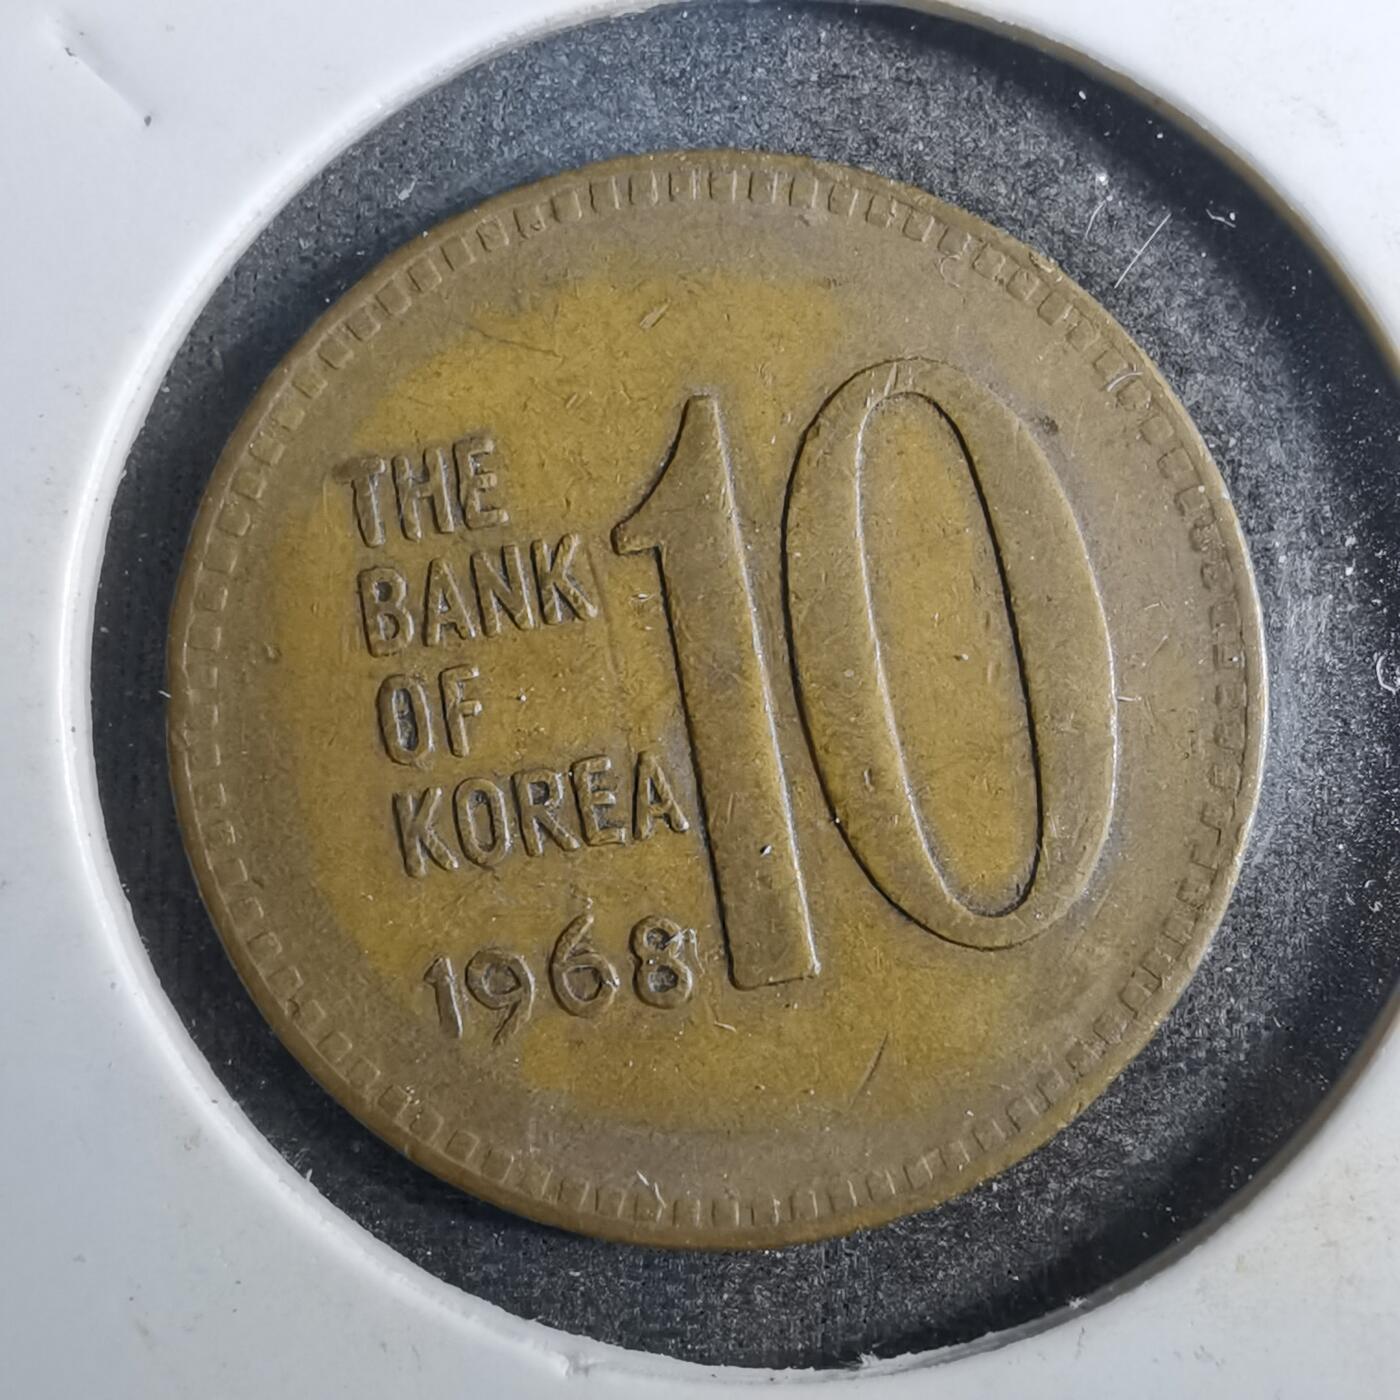 THE
BANK
OF
KOREA
1968
10